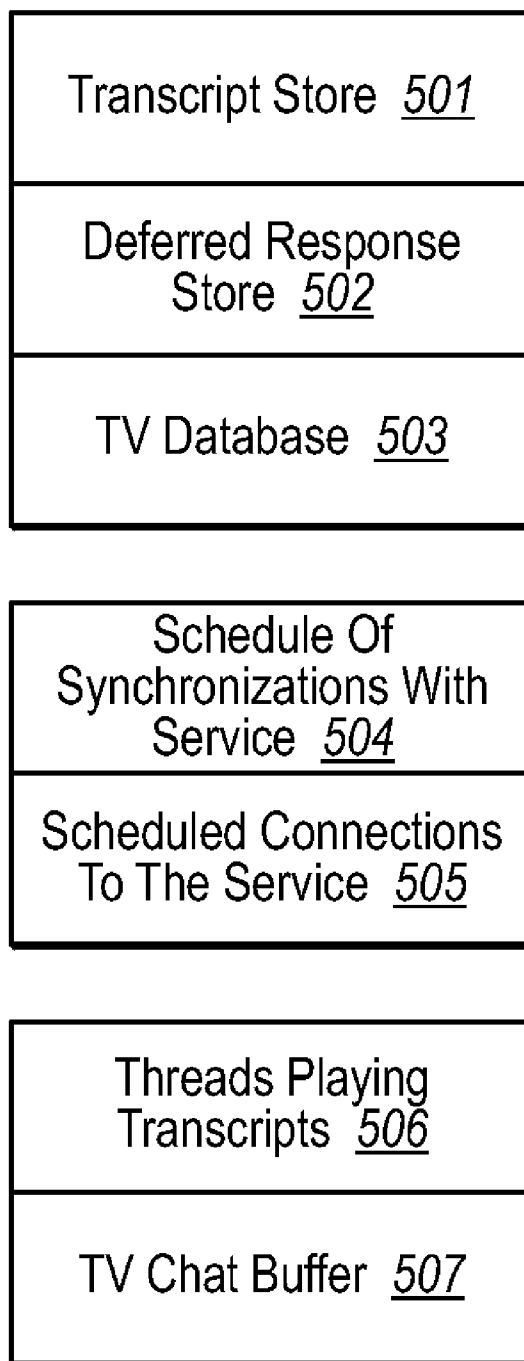 Transcript Store 501
Deferred Response
Store 502
TV Database 503
Schedule Of
Synchronizations With
Service 504
Scheduled Connections
To The Service 505
Threads Playing
Transcripts 506
TV Chat Buffer 507